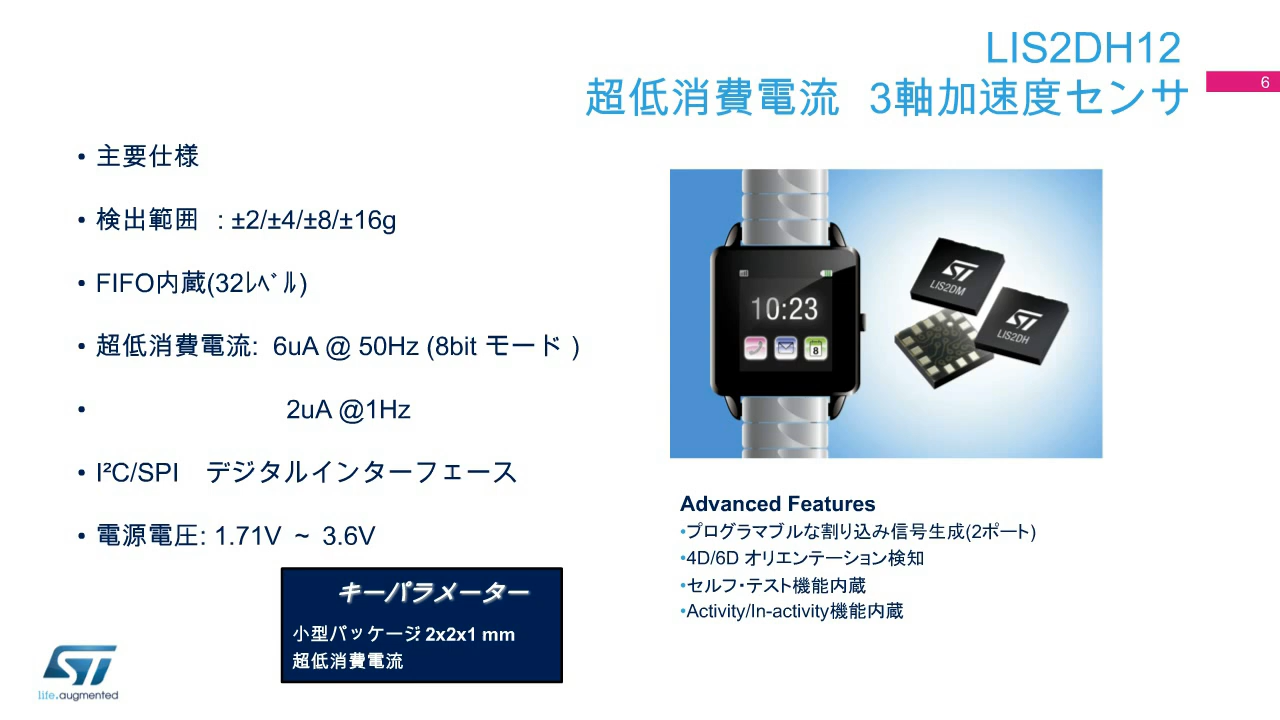 LIS2DH12
超低消費電流 3軸加速度センサ
6
• 主要仕様
• 検出範囲 : ±2/±4/±8/±16g
• FIFO内蔵(32ﾚﾍﾞﾙ)
• 超低消費電流: 6uA @ 50Hz (8bit モード )
• 2uA @1Hz
• I²C/SPI デジタルインターフェース
• 電源電圧: 1.71V ~ 3.6V
キーパラメーター
小型パッケージ 2x2x1 mm
超低消費電流
10:23
8
ST
LIS2DM
ST
LIS2DH
Advanced Features
•プログラマブルな割り込み信号生成(2ポート)
•4D/6D オリエンテーション検知
•セルフ・テスト機能内蔵
•Activity/In-activity機能内蔵
ST
life.augmented